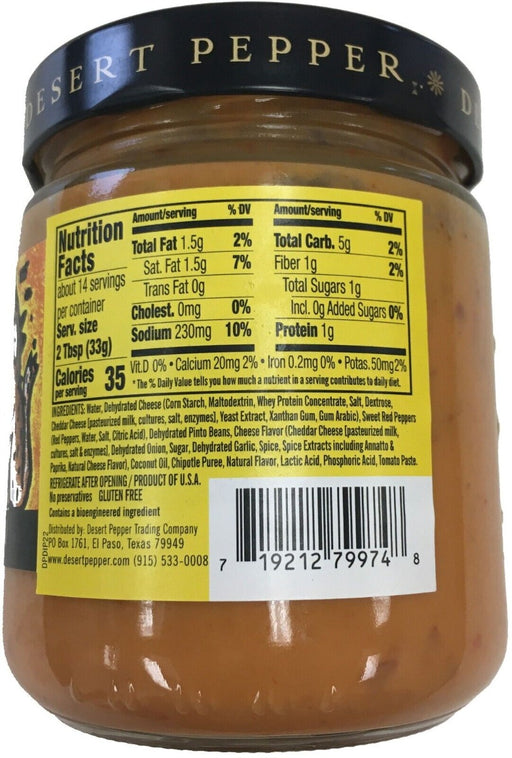 DESERT PEPPER
Nutrition Facts
about 14 servings
per container
Serv. size
2 Tbsp (33g)
Calories 35
per serving
Amount/serving % DV
Total Fat 1.5g 2%
Sat. Fat 1.5g 7%
Trans Fat 0g
Cholest. 0mg 0%
Sodium 230mg 10%
Amount/serving % DV
Total Carb. 5g 2%
Fiber 1g 2%
Total Sugars 1g
Incl. 0g Added Sugars 0%
Protein 1g
Vit.D 0% • Calcium 20mg 2% • Iron 0.2mg 0% • Potas. 50mg 2%
*The % Daily Value tells you how much a nutrient in a serving contributes to daily diet.
INGREDIENTS: Water, Dehydrated Cheese (Corn Starch, Maltodextrin, Whey Protein Concentrate, Salt, Dextrose,
Cheddar Cheese [pasteurized milk, cultures, salt, enzymes], Yeast Extract, Xanthan Gum, Gum Arabic), Sweet Red Peppers
(Red Peppers, Water, Salt, Citric Acid), Dehydrated Pinto Beans, Cheese Flavor (Cheddar Cheese [pasteurized milk,
cultures, salt & enzymes], Dehydrated Onion, Sugar, Dehydrated Garlic, Spice, Spice Extracts including Annatto &
Paprika, Natural Cheese Flavor), Coconut Oil, Chipotle Puree, Natural Flavor, Lactic Acid, Phosphoric Acid, Tomato Paste.
REFRIGERATE AFTER OPENING / PRODUCT OF U.S.A.
No preservatives GLUTEN FREE
Contains a bioengineered ingredient
Distributed by: Desert Pepper Trading Company
PO Box 1761, El Paso, Texas 79949
www.desertpepper.com (915) 533-0008
DPDIP22
7 19212 79974 8